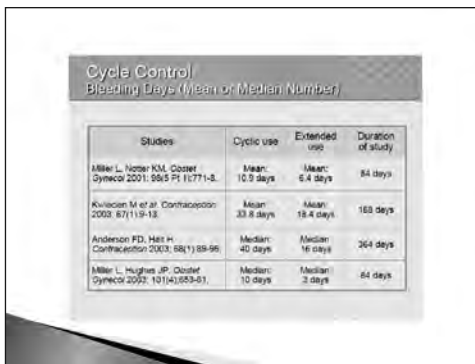 Cycle Control
Bleeding Days (Mean or Median Number)
Studies Cyclic use Extended use Duration of study
Miller L, Notter KM. Obstet Gynecol 2001; 98(5 Pt 1):771-8. Mean: 10.9 days Mean: 6.4 days 84 days
Kwiecien M et al. Contraception 2003; 67(1):9-13. Mean: 33.8 days Mean: 18.4 days 168 days
Anderson FD, Hait H. Contraception 2003; 68(1):89-96. Median: 40 days Median: 16 days 364 days
Miller L, Hughes JP. Obstet Gynecol 2003; 101(4):653-61. Median: 10 days Median: 3 days 84 days